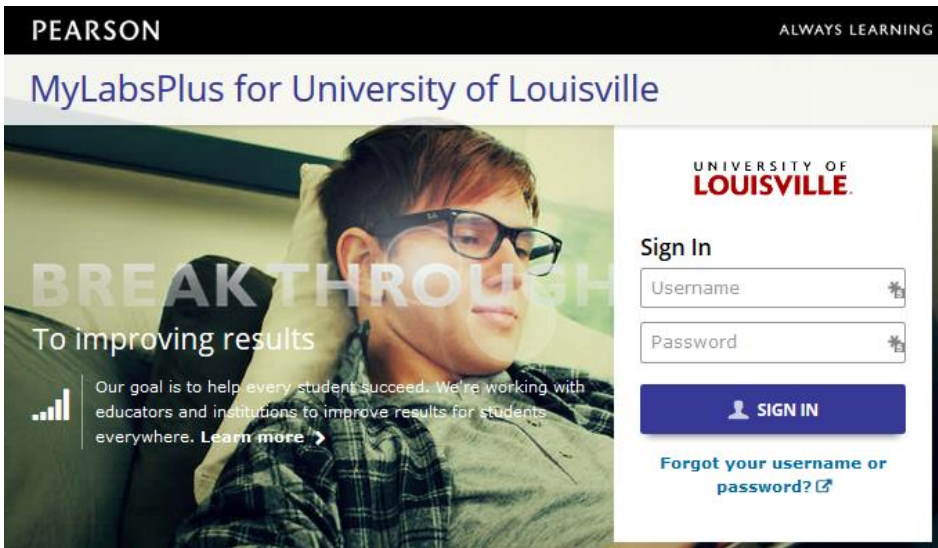 PEARSON
ALWAYS LEARNING
MyLabsPlus for University of Louisville
BREAKTHROUGH
To improving results
Our goal is to help every student succeed. We're working with
educators and institutions to improve results for students
everywhere. Learn more
UNIVERSITY OF
LOUISVILLE.
Sign In
Username
Password
SIGN IN
Forgot your username or
password?